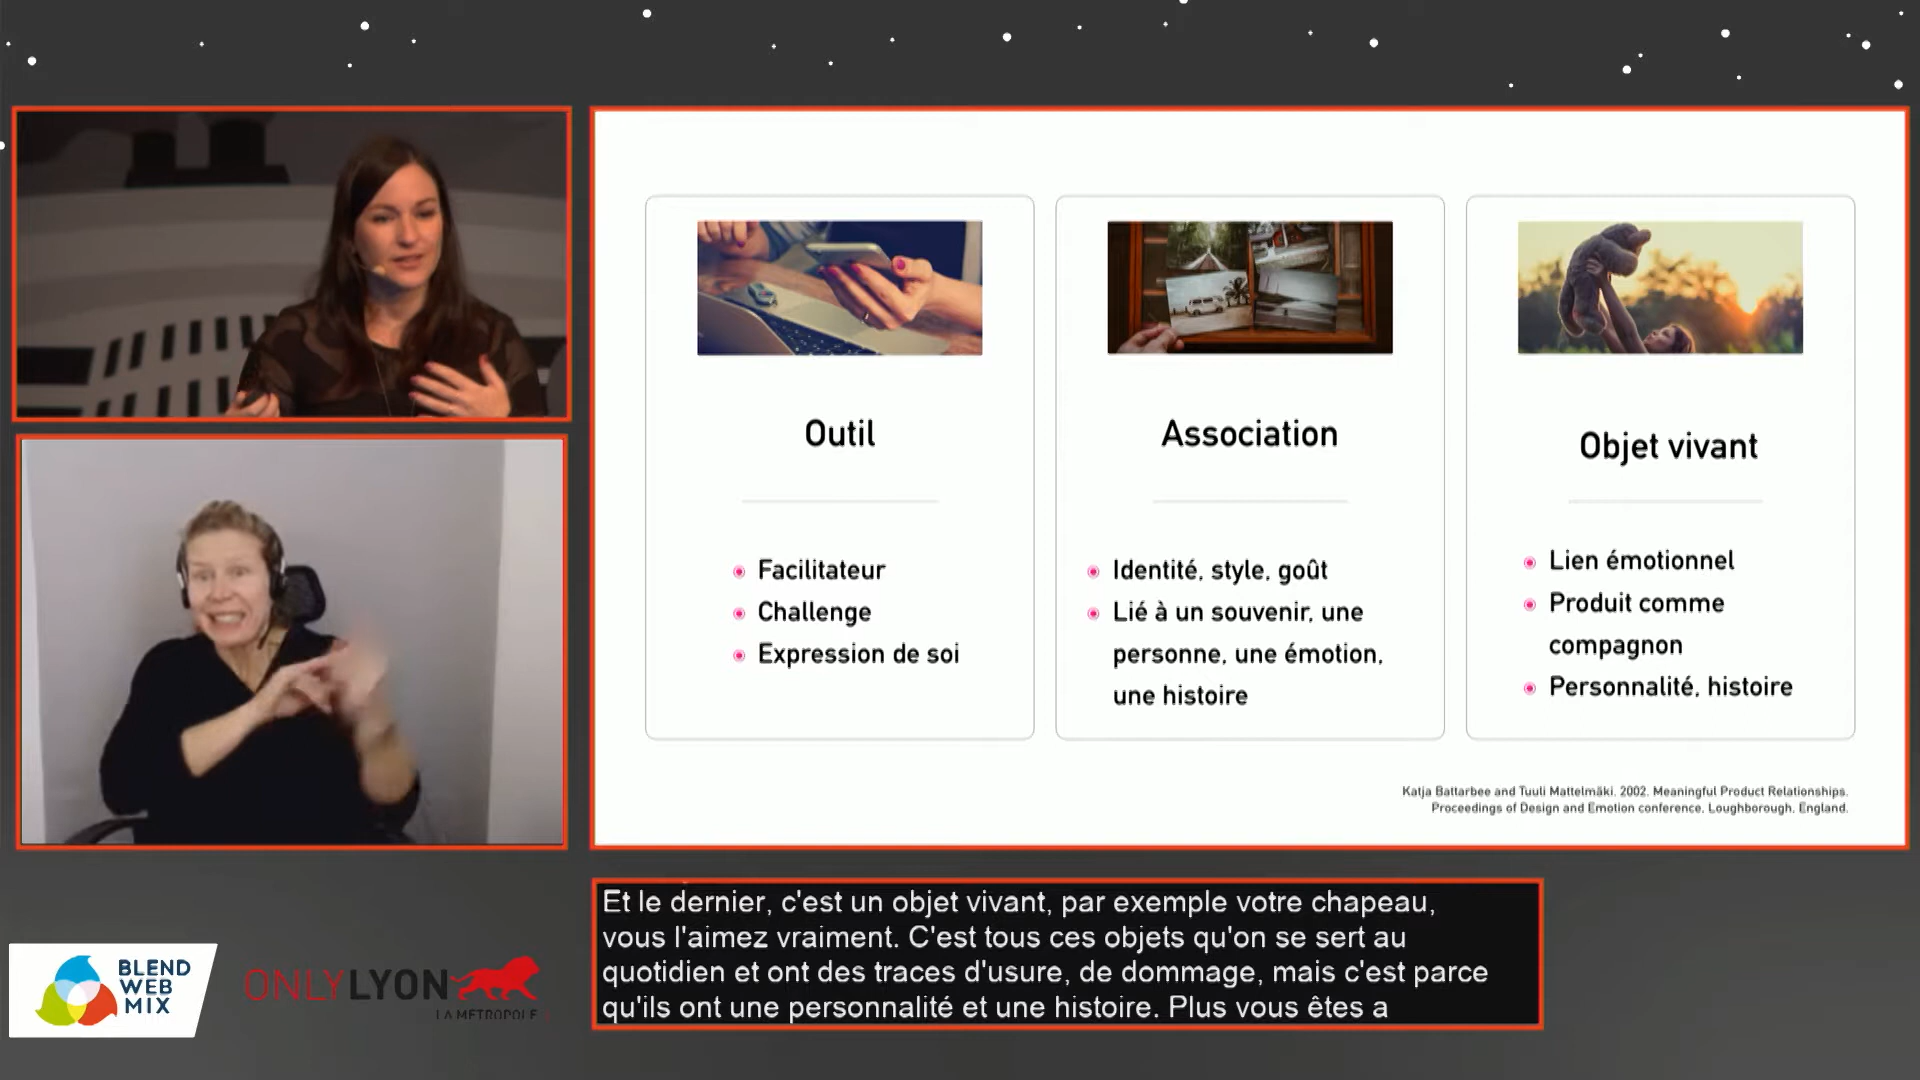 Outil
Facilitateur
Challenge
Expression de soi
Association
Identité, style, goût
Lié à un souvenir, une
personne, une émotion,
une histoire
Objet vivant
Lien émotionnel
Produit comme
compagnon
Personnalité, histoire
Katja Battarbee and Tuuli Mattelmäki. 2002. Meaningful Product Relationships.
Proceedings of Design and Emotion conference, Loughborough, England.
Et le dernier, c'est un objet vivant, par exemple votre chapeau,
vous l'aimez vraiment. C'est tous ces objets qu'on se sert au
quotidien et ont des traces d'usure, de dommage, mais c'est parce
qu'ils ont une personnalité et une histoire. Plus vous êtes a
BLEND
WEB
MIX
ONLYLYON
LA MÉTROPOLE